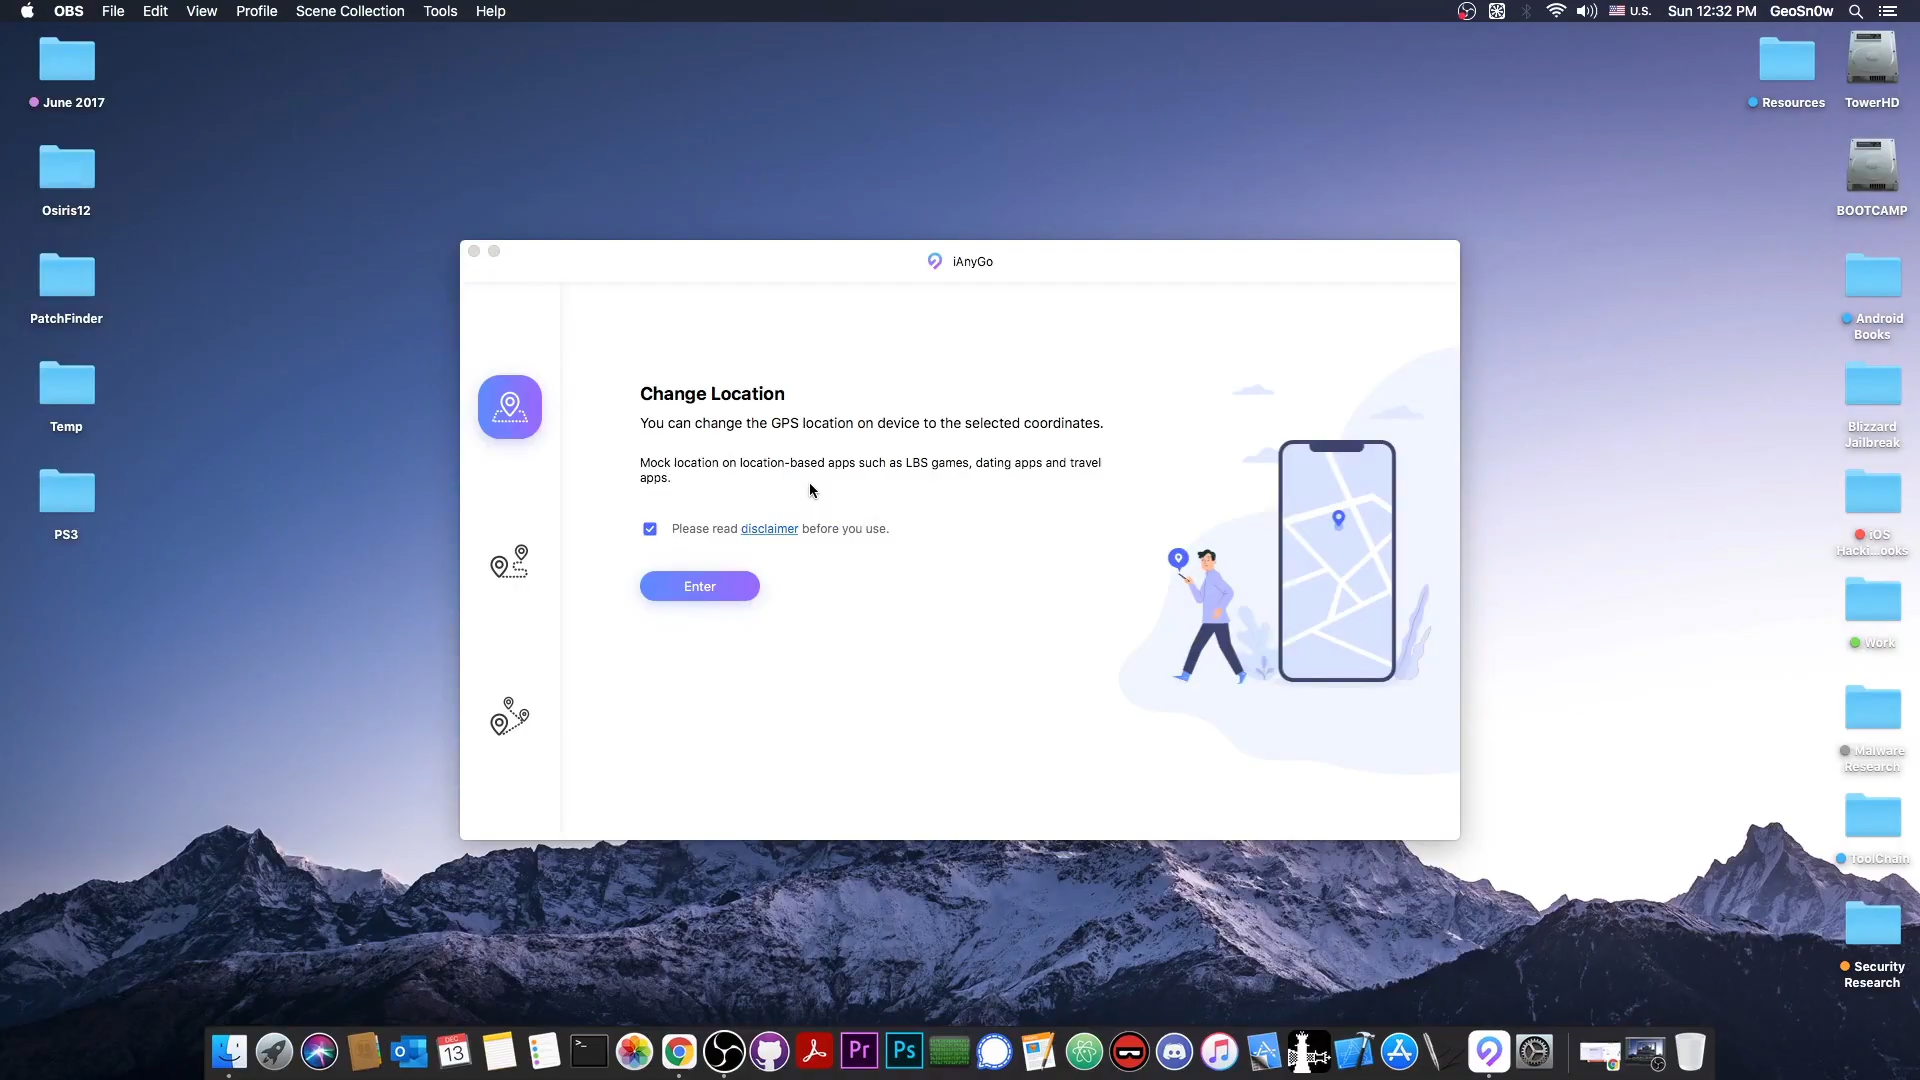 OBS File Edit View Profile Scene Collection Tools Help
U.S. Sun 12:32 PM GeoSn0w
June 2017
Osiris12
PatchFinder
Temp
PS3
iAnyGo
Change Location
You can change the GPS location on device to the selected coordinates.
Mock location on location-based apps such as LBS games, dating apps and travel
apps.
Please read disclaimer before you use.
Enter
Resources
TowerHD
BOOTCAMP
Android
Books
Blizzard
Jailbreak
iOS
Hacki...ooks
Work
Malware
Research
ToolChain
Security
Research
DEC
13
Pr
Ps